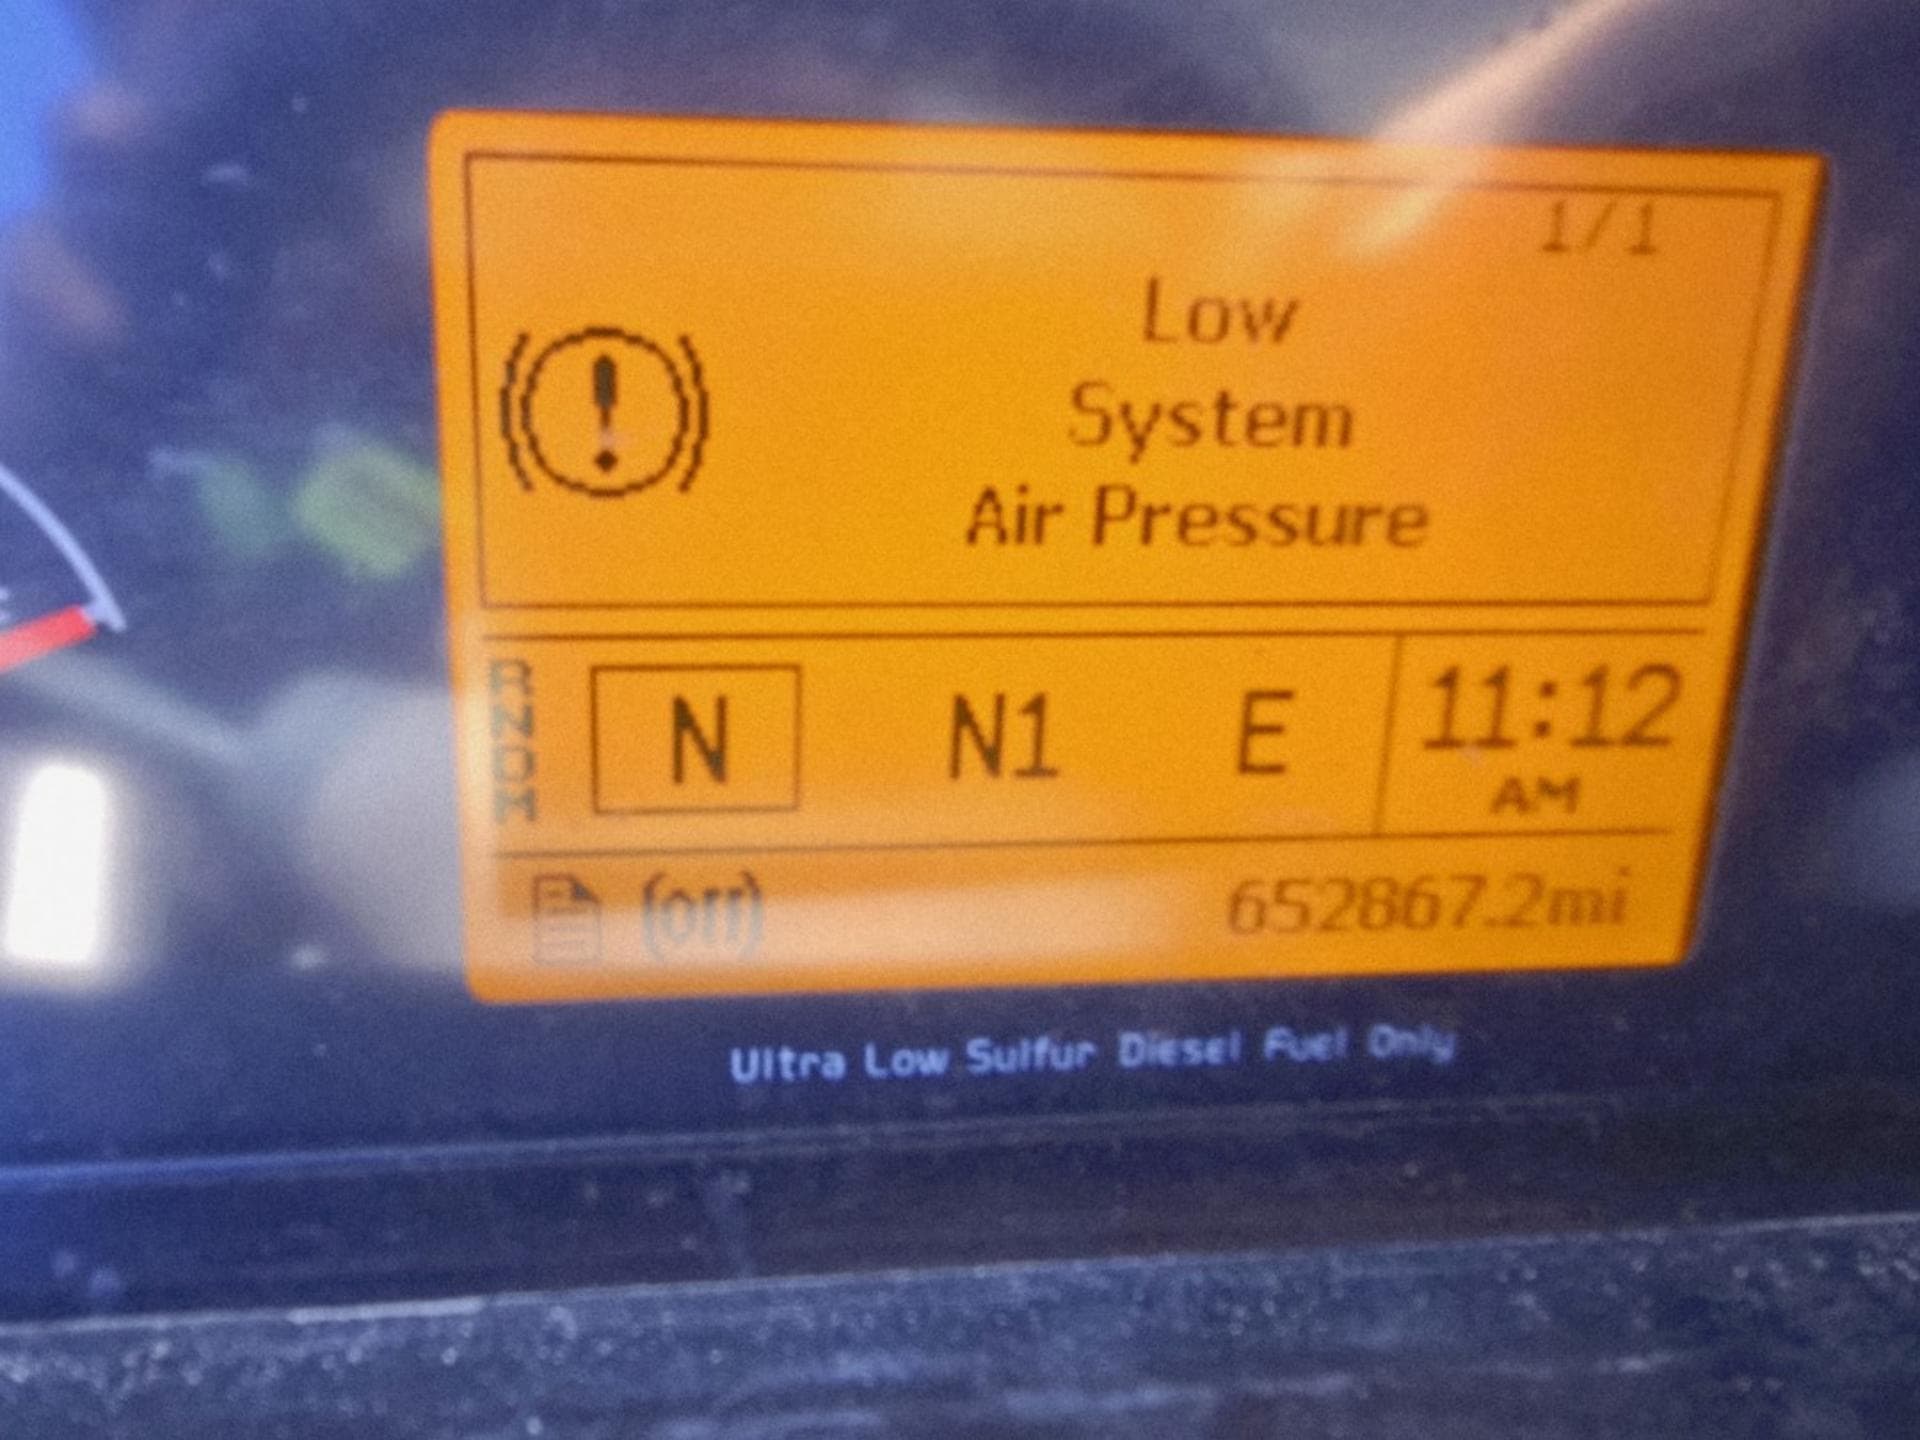 1/1
Low
System
Air Pressure
N N1 E 11:12
AM
(off) 652867.2mi
Ultra Low Sulfur Diesel Fuel Only